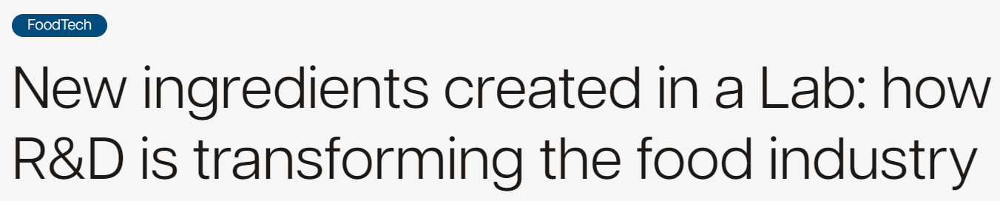 FoodTech
New ingredients created in a Lab: how
R&D is transforming the food industry